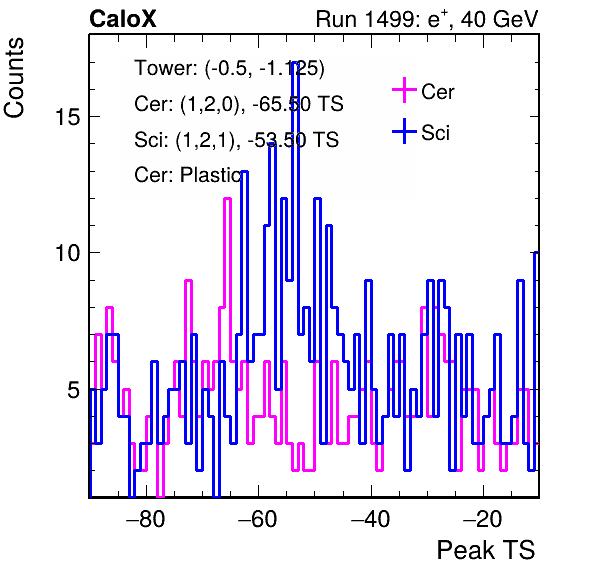 CaloX Run 1499: e+, 40 GeV
Counts
Tower: (-0.5, -1.125)
Cer: (1,2,0), -65.50 TS
Sci: (1,2,1), -53.50 TS
Cer: Plastic
Cer
Sci
15
10
5
−80 −60 −40 −20
Peak TS